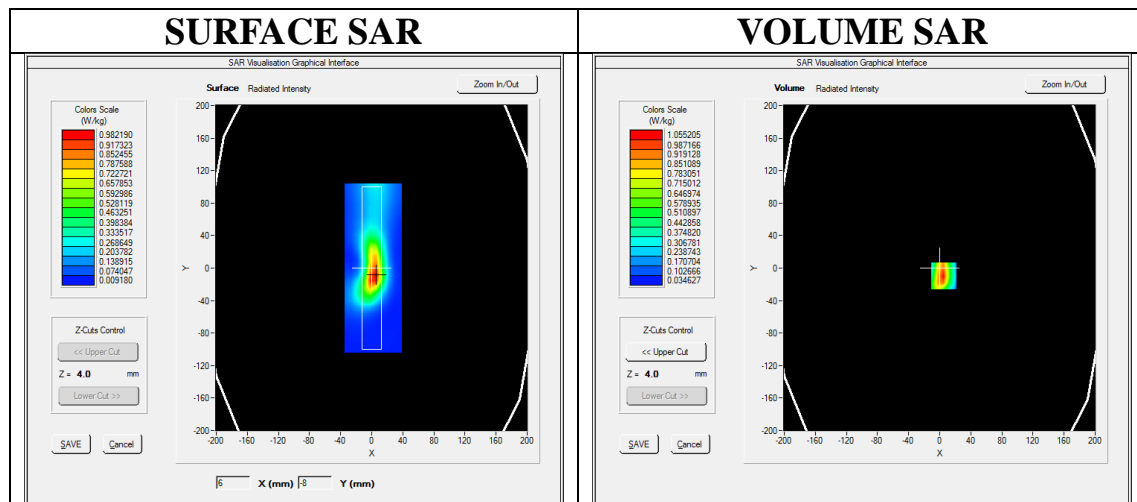 SURFACE SAR
SAR Visualisation Graphical Interface
Surface Radiated Intensity
Zoom In/Out
Colors Scale
(W/kg)
0.982190
0.917323
0.852455
0.787588
0.722721
0.657853
0.592986
0.528119
0.463251
0.398384
0.333517
0.268649
0.203782
0.138915
0.074047
0.009180
Z-Cuts Control
<< Upper Cut
Z = 4.0 mm
Lower Cut >>
SAVE Cancel
200
160
120
80
40
0
-40
-80
-120
-160
-200
Y
-200 -160 -120 -80 -40 0 40 80 120 160 200
X
6 X (mm) -8 Y (mm)
VOLUME SAR
SAR Visualisation Graphical Interface
Volume Radiated Intensity
Zoom In/Out
Colors Scale
(W/kg)
1.055205
0.987166
0.919128
0.851089
0.783051
0.715012
0.646974
0.578935
0.510897
0.442858
0.374820
0.306781
0.238743
0.170704
0.102666
0.034627
Z-Cuts Control
<< Upper Cut
Z = 4.0 mm
Lower Cut >>
SAVE Cancel
200
160
120
80
40
0
-40
-80
-120
-160
-200
Y
-200 -160 -120 -80 -40 0 40 80 120 160 200
X